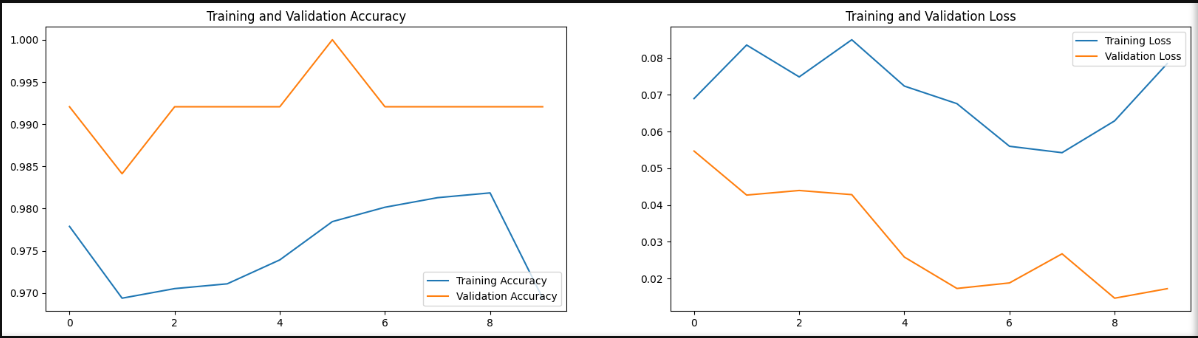 Training and Validation Accuracy
1.000
0.995
0.990
0.985
0.980
0.975
0.970
Training Accuracy
Validation Accuracy
0 2 4 6 8
Training and Validation Loss
Training Loss
Validation Loss
0.08
0.07
0.06
0.05
0.04
0.03
0.02
0 2 4 6 8